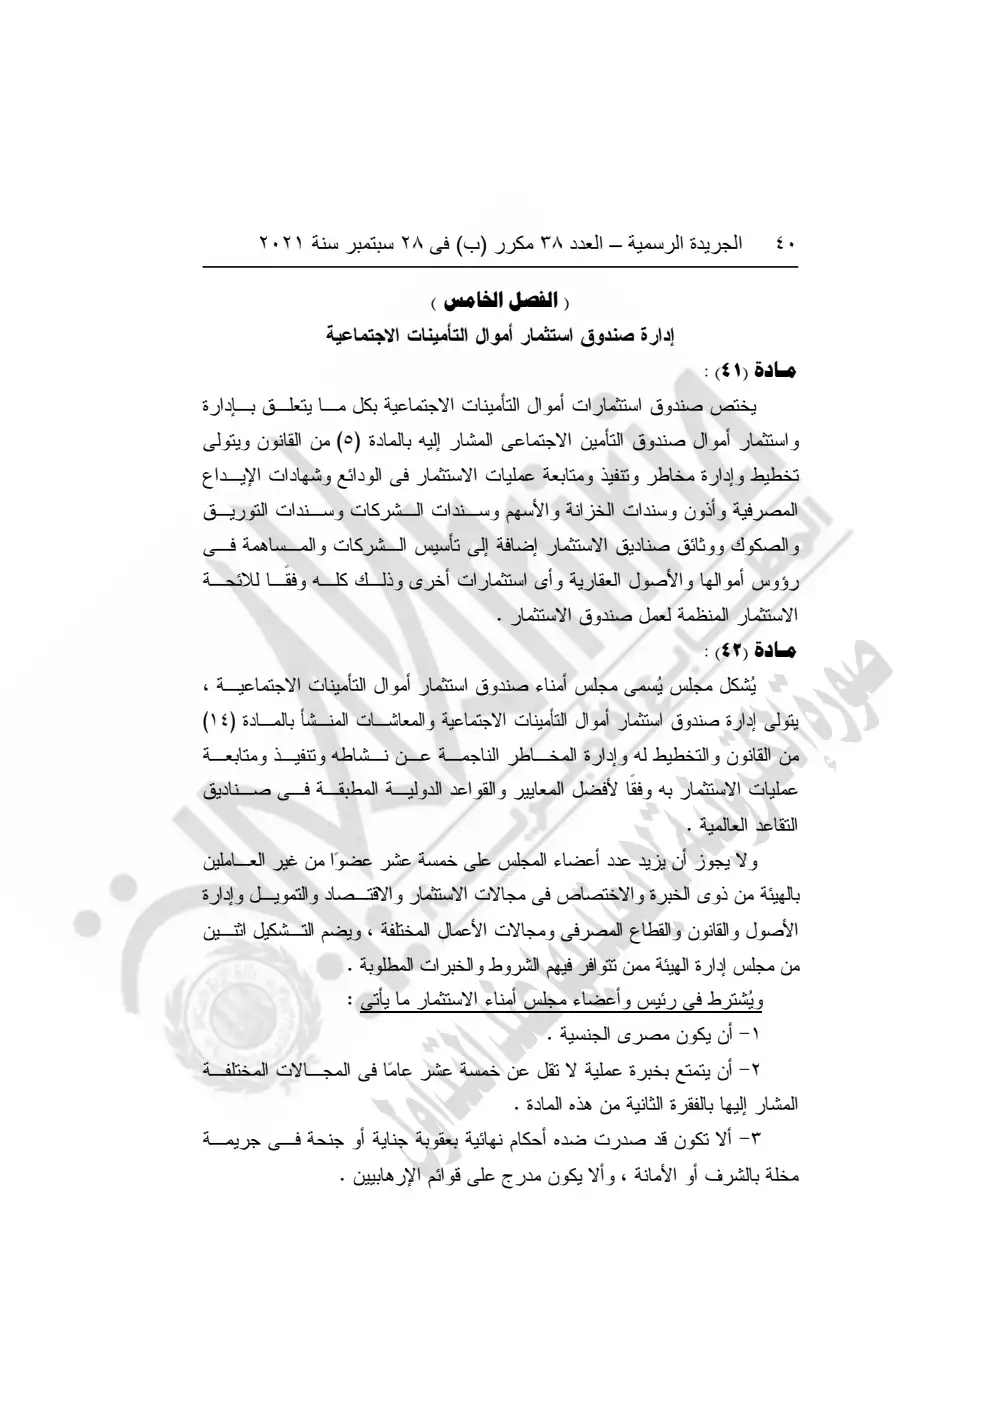 ٤٠ الجريدة الرسمية – العدد ٣٨ مكرر (ب) فى ٢٨ سبتمبر سنة ٢٠٢١
( الفصل الخامس )
إدارة صندوق استثمار أموال التأمينات الاجتماعية
مادة (٤١) :
يختص صندوق استثمارات أموال التأمينات الاجتماعية بكل ما يتعلق بإدارة
واستثمار أموال صندوق التأمين الاجتماعى المشار إليه بالمادة (٥) من القانون ويتولى
تخطيط وإدارة مخاطر وتنفيذ ومتابعة عمليات الاستثمار فى الودائع وشهادات الإيداع
المصرفية وأذون وسندات الخزانة والأسهم وسندات الشركات وسندات التوريق
والصكوك ووثائق صناديق الاستثمار إضافة إلى تأسيس الشركات والمساهمة فى
رؤوس أموالها والأصول العقارية وأى استثمارات أخرى وذلك كله وفقًا للائحة
الاستثمار المنظمة لعمل صندوق الاستثمار .
مادة (٤٢) :
يُشكل مجلس يُسمى مجلس أمناء صندوق استثمار أموال التأمينات الاجتماعية ،
يتولى إدارة صندوق استثمار أموال التأمينات الاجتماعية والمعاشات المنشأ بالمادة (١٤)
من القانون والتخطيط له وإدارة المخاطر الناجمة عن نشاطه وتنفيذ ومتابعة
عمليات الاستثمار به وفقًا لأفضل المعايير والقواعد الدولية المطبقة فى صناديق
التقاعد العالمية .
ولا يجوز أن يزيد عدد أعضاء المجلس على خمسة عشر عضوًا من غير العاملين
بالهيئة من ذوى الخبرة والاختصاص فى مجالات الاستثمار والاقتصاد والتمويل وإدارة
الأصول والقانون والقطاع المصرفى ومجالات الأعمال المختلفة ، ويضم التشكيل اثنين
من مجلس إدارة الهيئة ممن تتوافر فيهم الشروط والخبرات المطلوبة .
ويُشترط فى رئيس وأعضاء مجلس أمناء الاستثمار ما يأتى :
١- أن يكون مصرى الجنسية .
٢- أن يتمتع بخبرة عملية لا تقل عن خمسة عشر عامًا فى المجالات المختلفة
المشار إليها بالفقرة الثانية من هذه المادة .
٣- ألا تكون قد صدرت ضده أحكام نهائية بعقوبة جناية أو جنحة فى جريمة
مخلة بالشرف أو الأمانة ، وألا يكون مدرج على قوائم الإرهابيين .